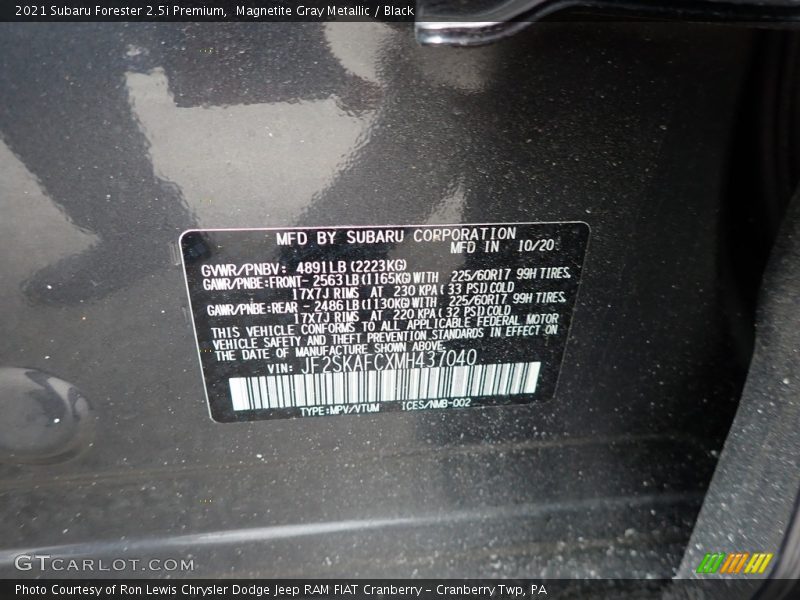 2021 Subaru Forester 2.5i Premium,  Magnetite Gray Metallic / Black
MFD BY SUBARU CORPORATION
MFD IN 10/20
GVWR/PNBV: 4891LB(2223KG)
GAWR/PNBE:FRONT- 2563LB(1165KG)WITH 225/60R17 99H TIRES.
17X7J RIMS AT 230 KPA( 33 PSI)COLD
GAWR/PNBE:REAR - 2486LB(1130KG)WITH 225/60R17 99H TIRES.
17X7J RIMS AT 220 KPA( 32 PSI)COLD
THIS VEHICLE CONFORMS TO ALL APPLICABLE FEDERAL MOTOR
VEHICLE SAFETY AND THEFT PREVENTION STANDARDS IN EFFECT ON
THE DATE OF MANUFACTURE SHOWN ABOVE.
VIN: JF2SKAFCXMH437040
TYPE:MPV/VTUM ICES/NMB-002
GTCarLot.com
Photo Courtesy of Ron Lewis Chrysler Dodge Jeep RAM FIAT Cranberry – Cranberry Twp, PA